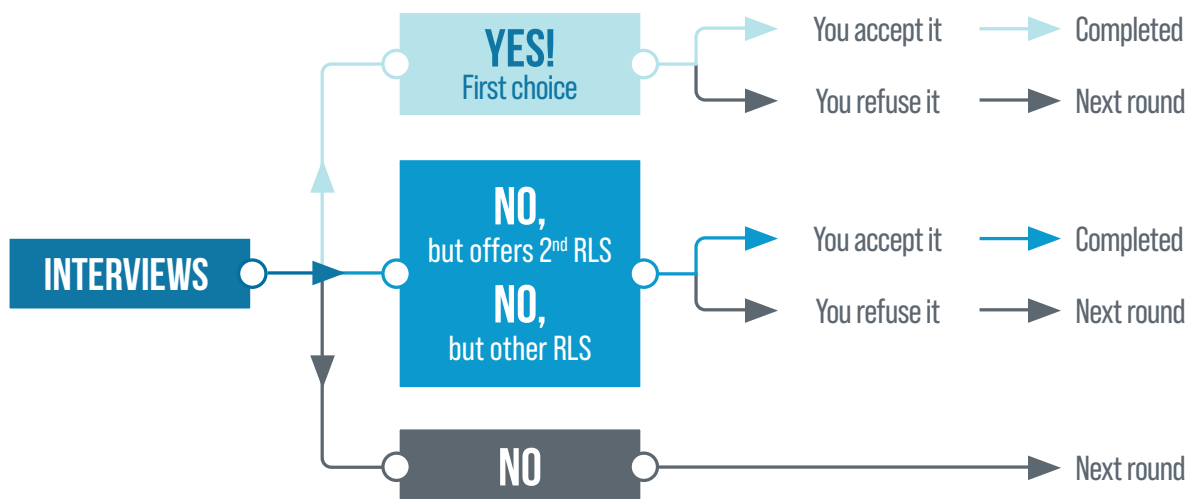 YES!
First choice
You accept it
Completed
You refuse it
Next round
INTERVIEWS
NO,
but offers 2nd RLS
NO,
but other RLS
You accept it
Completed
You refuse it
Next round
NO
Next round